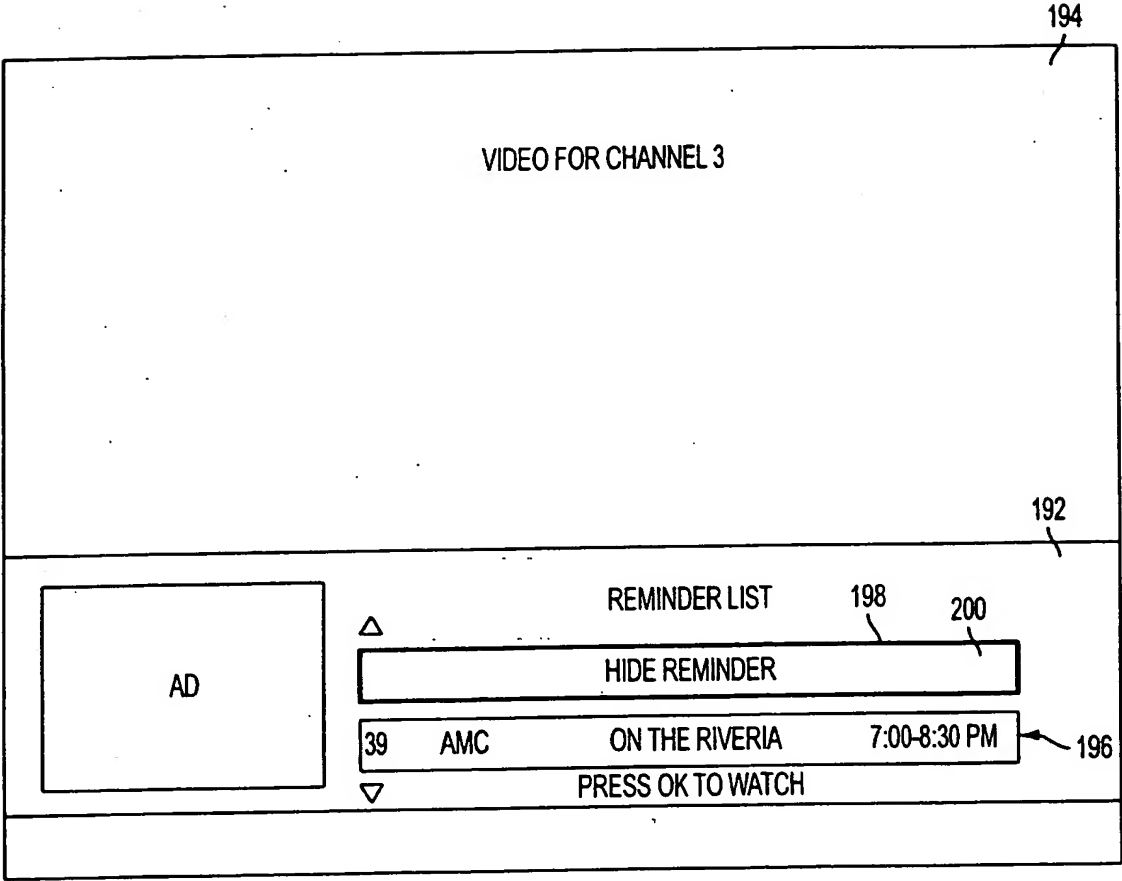 194
VIDEO FOR CHANNEL 3
192
REMINDER LIST
198
200
HIDE REMINDER
AD
39 AMC ON THE RIVERIA 7:00-8:30 PM
196
PRESS OK TO WATCH